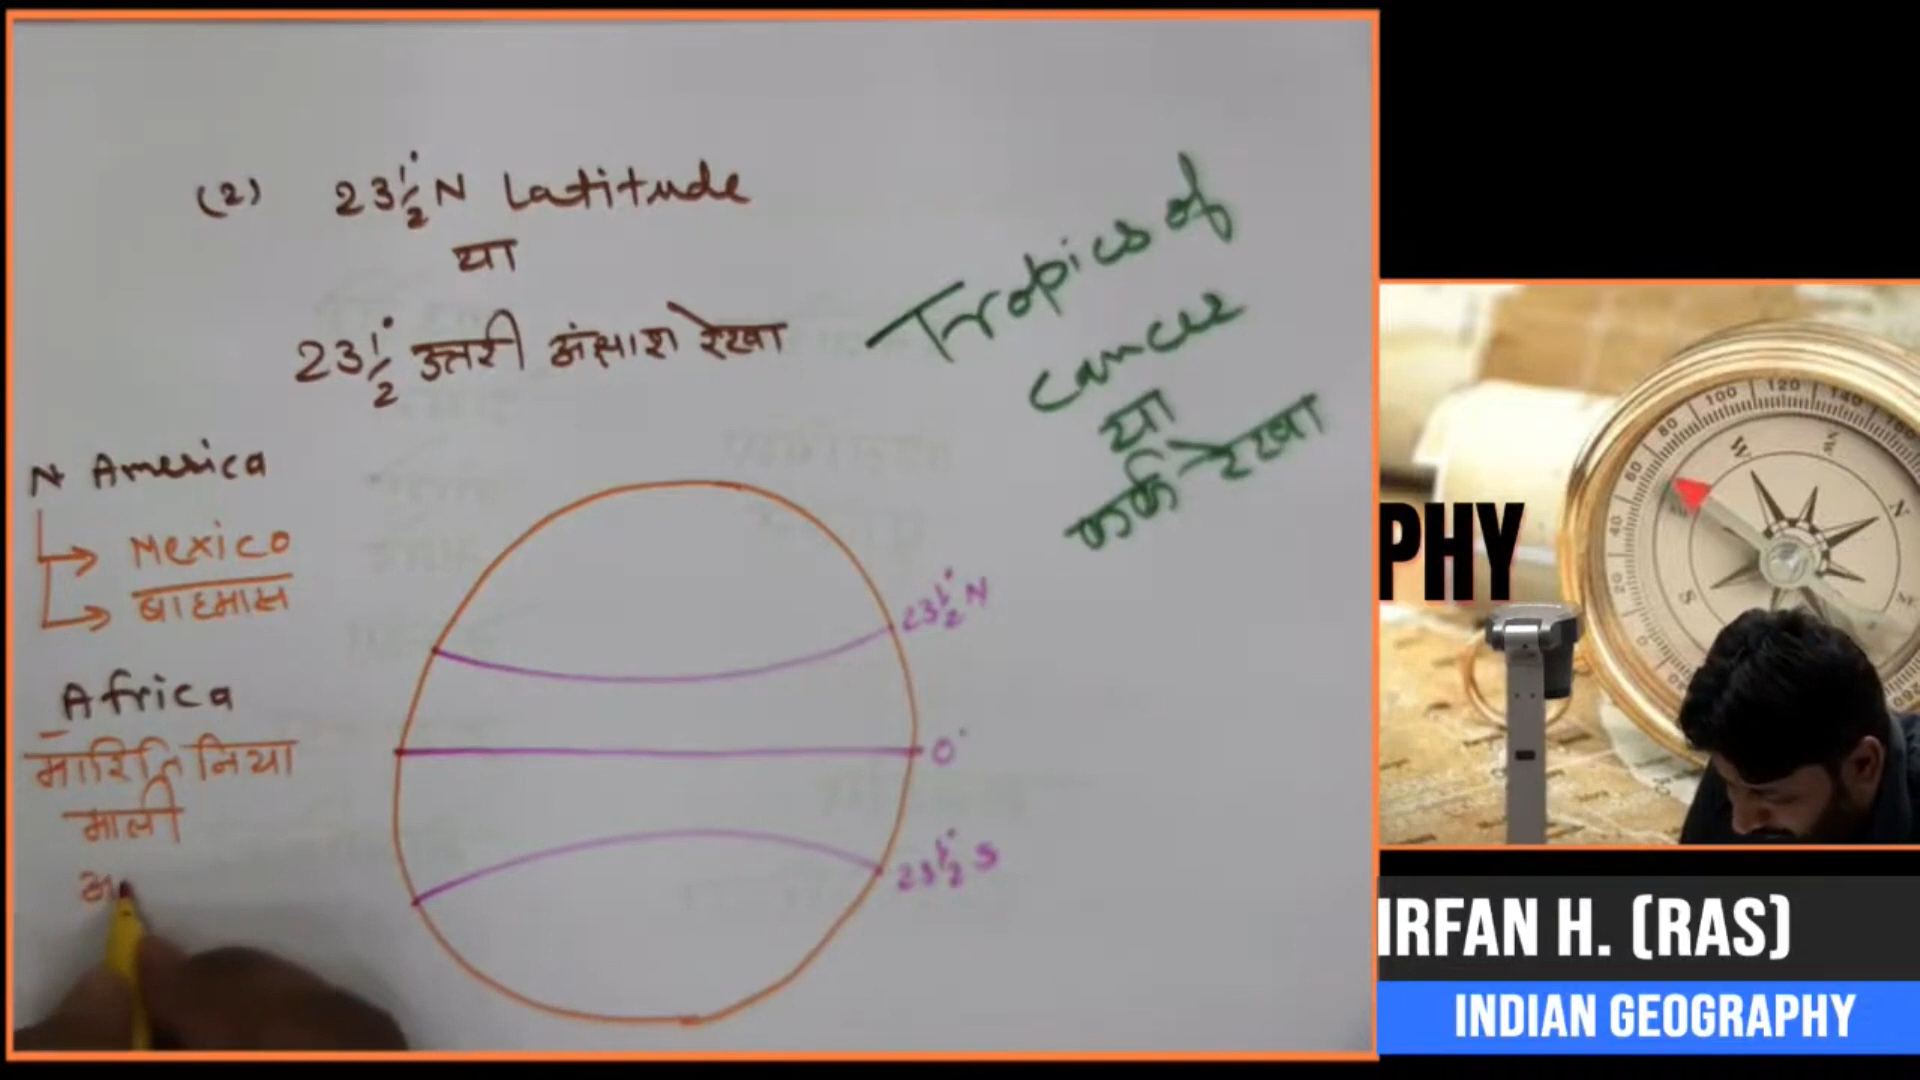 (2) 23½° N Latitude
या
23½° उत्तरी अंक्षाश रेखा
Tropics of
cancer
या
कर्क रेखा
N America
Mexico
बाहमास
Africa
मारितिनिया
माली
अ
23½° N
0°
23½° S
PHY
IRFAN H. (RAS)
INDIAN GEOGRAPHY